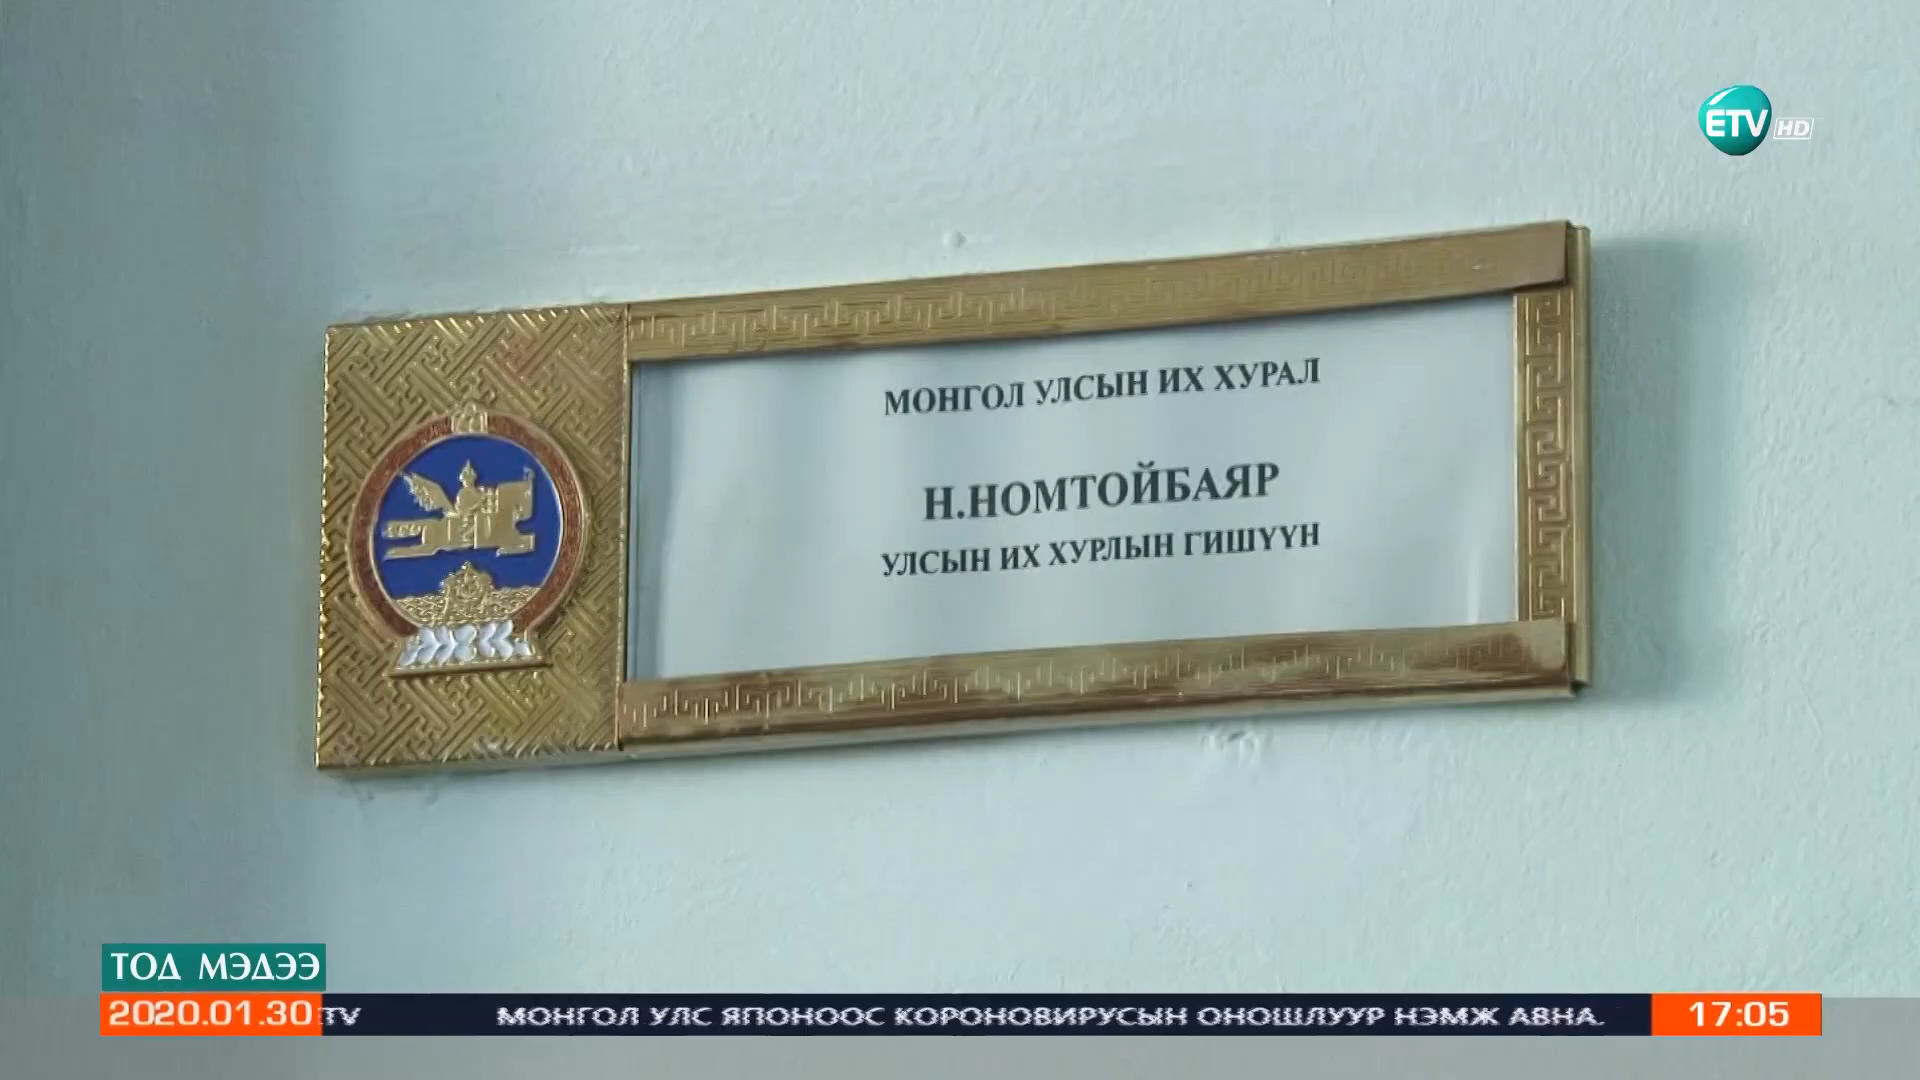 ETV HD
МОНГОЛ УЛСЫН ИХ ХУРАЛ
Н.НОМТОЙБАЯР
УЛСЫН ИХ ХУРЛЫН ГИШҮҮН
ТОД МЭДЭЭ
2020.01.30 TV МОНГОЛ УЛС ЯПОНООС КОРОНОВИРУСЫН ОНОШЛУУР НЭМЖ АВНА. 17:05